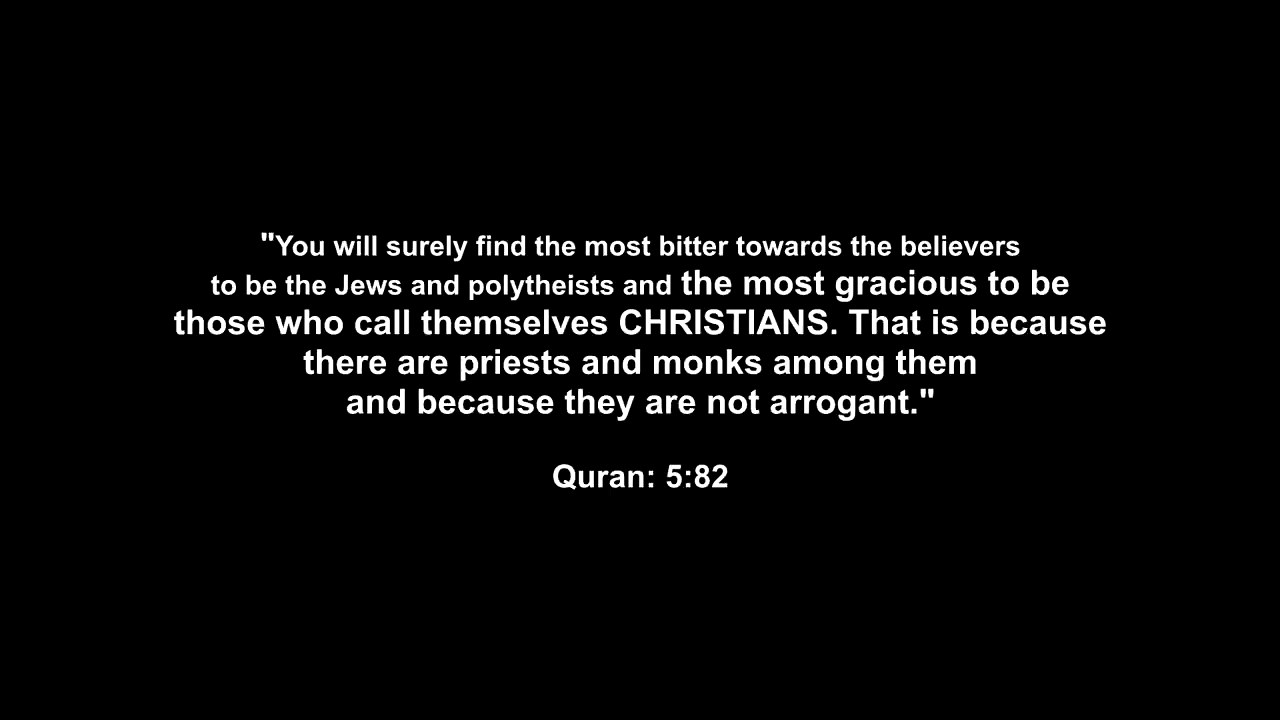 "You will surely find the most bitter towards the believers
to be the Jews and polytheists and the most gracious to be
those who call themselves CHRISTIANS. That is because
there are priests and monks among them
and because they are not arrogant."
Quran: 5:82